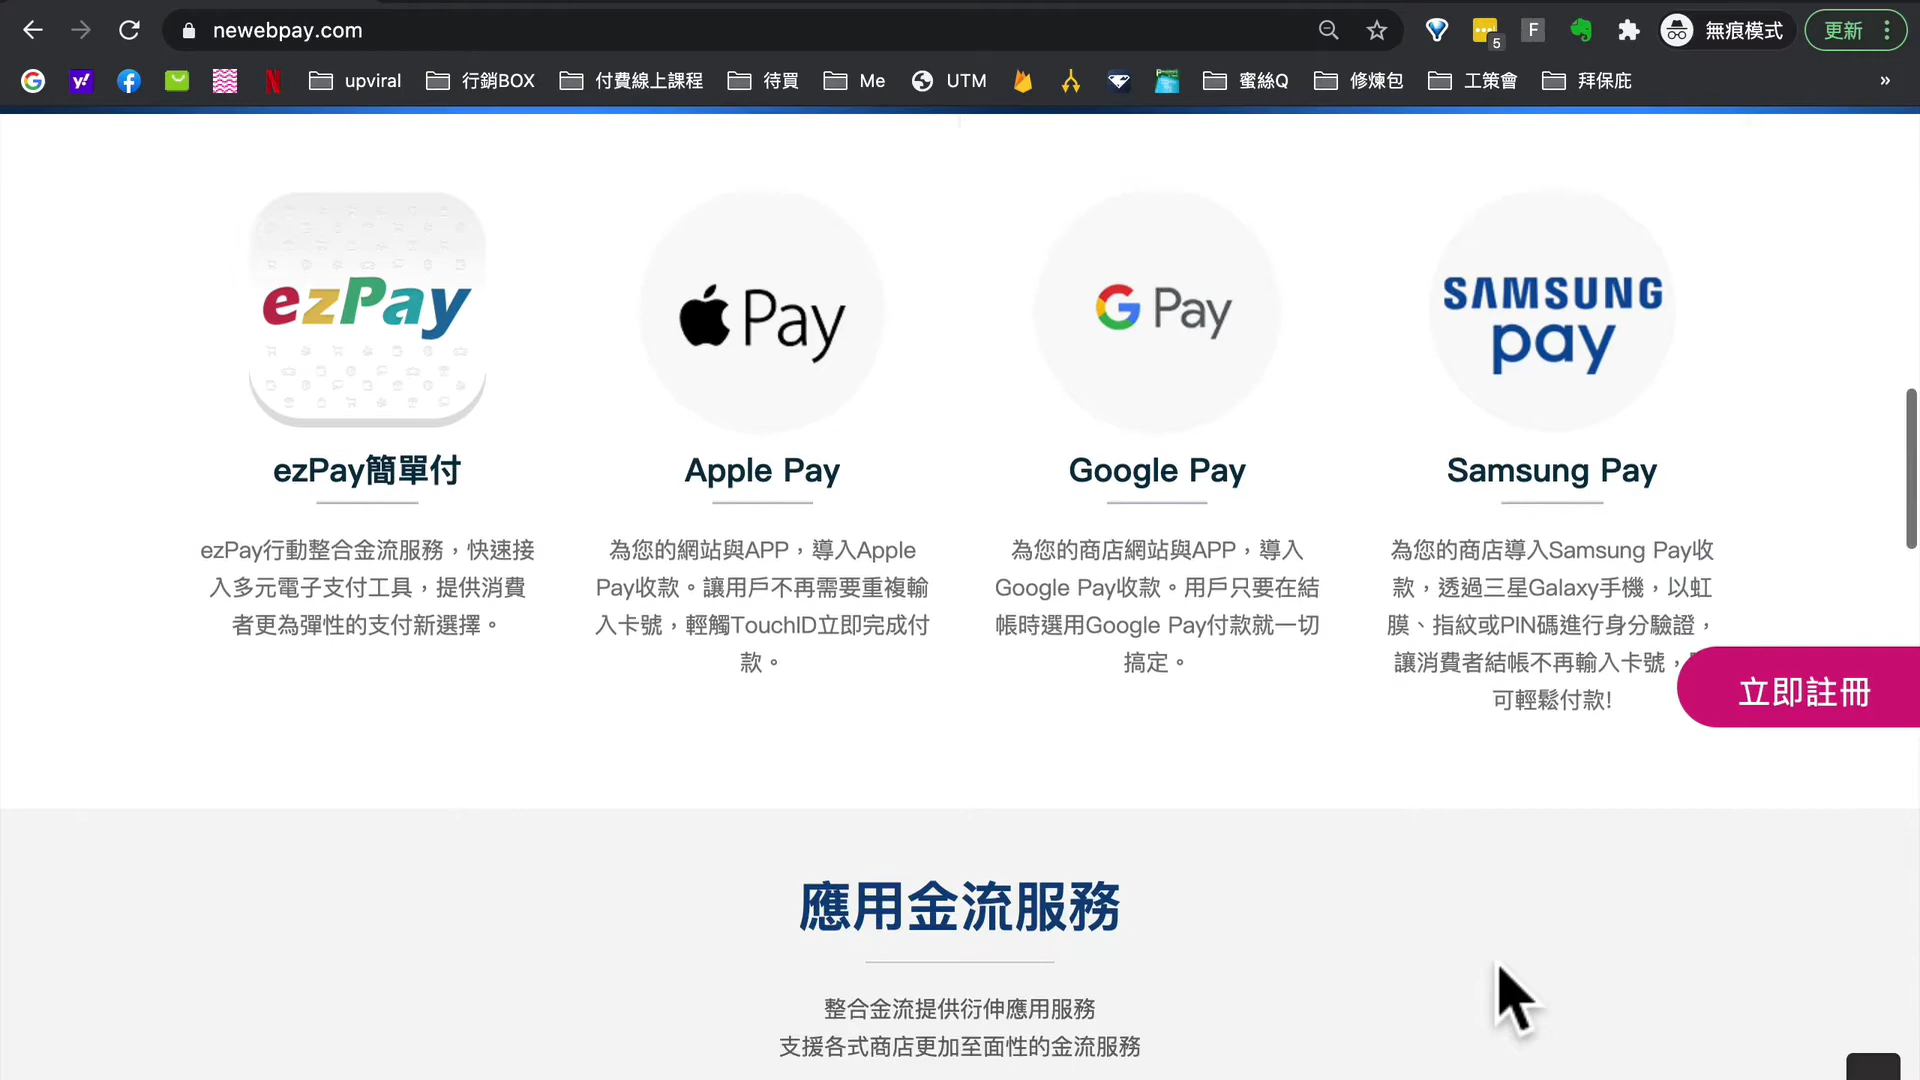 newebpay.com
5
F
無痕模式
更新
y!
N
upviral
行銷BOX
付費線上課程
待買
Me
UTM
蜜絲Q
修煉包
工策會
拜保庇
»
ezPay
Pay
G Pay
SAMSUNG
pay
ezPay簡單付
Apple Pay
Google Pay
Samsung Pay
ezPay行動整合金流服務，快速接
入多元電子支付工具，提供消費
者更為彈性的支付新選擇。
為您的網站與APP，導入Apple
Pay收款。讓用戶不再需要重複輸
入卡號，輕觸TouchID立即完成付
款。
為您的商店網站與APP，導入
Google Pay收款。用戶只要在結
帳時選用Google Pay付款就一切
搞定。
為您的商店導入Samsung Pay收
款，透過三星Galaxy手機，以虹
膜、指紋或PIN碼進行身分驗證，
讓消費者結帳不再輸入卡號，
可輕鬆付款!
立即註冊
應用金流服務
整合金流提供衍伸應用服務
支援各式商店更加至面性的金流服務